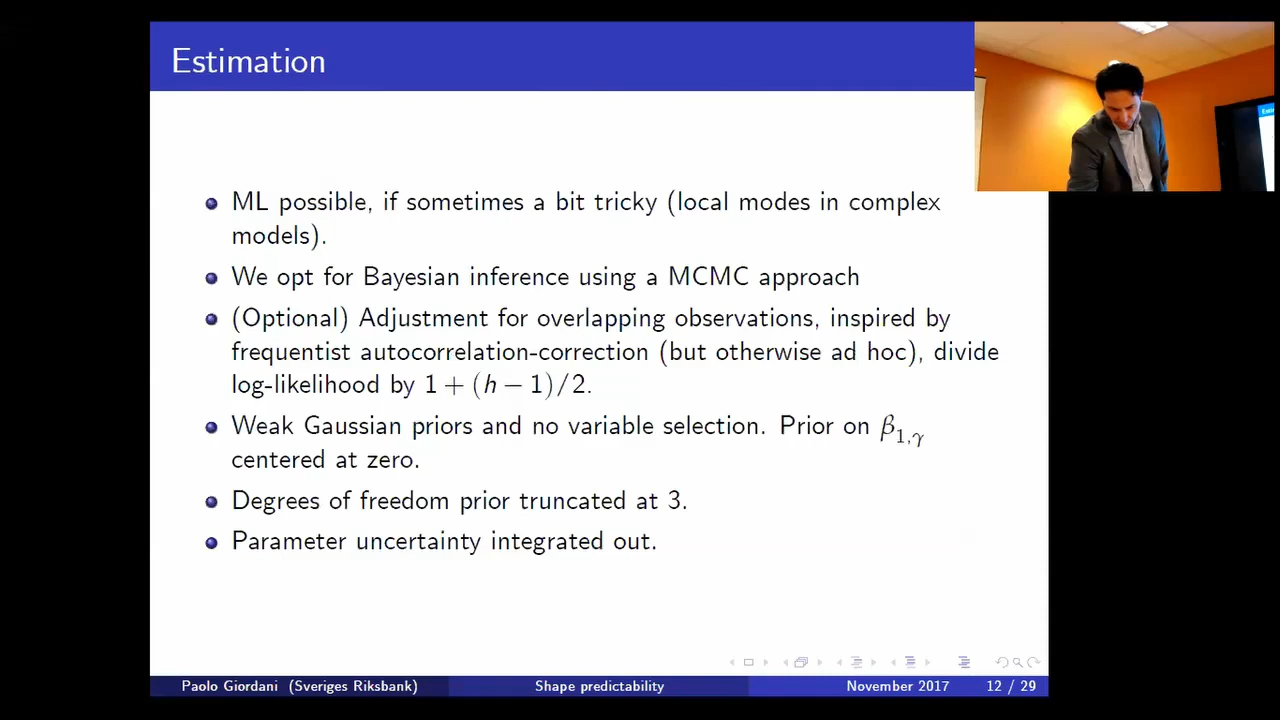 Estimation
ML possible, if sometimes a bit tricky (local modes in complex
models).
We opt for Bayesian inference using a MCMC approach
(Optional) Adjustment for overlapping observations, inspired by
frequentist autocorrelation-correction (but otherwise ad hoc), divide
log-likelihood by 1 + (h − 1)/2.
Weak Gaussian priors and no variable selection. Prior on β1,γ
centered at zero.
Degrees of freedom prior truncated at 3.
Parameter uncertainty integrated out.
Paolo Giordani (Sveriges Riksbank) Shape predictability November 2017 12 / 29